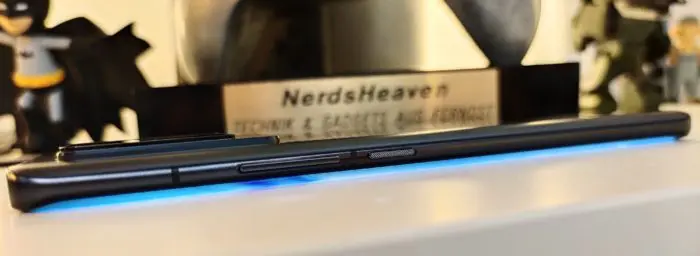 NerdsHeaven
TECHNIK & GADGETS AUS FERNOST